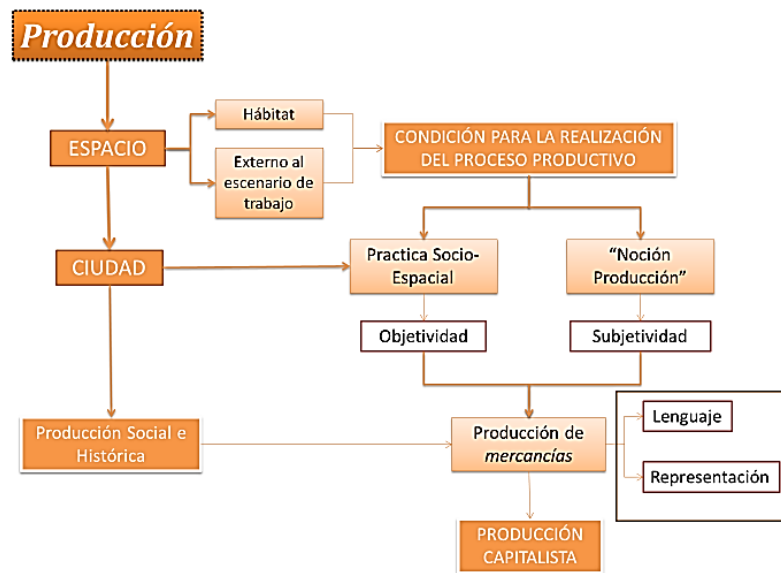 Producción
ESPACIO
Hábitat
Externo al
escenario de
trabajo
CONDICIÓN PARA LA REALIZACIÓN
DEL PROCESO PRODUCTIVO
CIUDAD
Practica Socio-
Espacial
“Noción
Producción”
Objetividad
Subjetividad
Producción Social e
Histórica
Producción de
mercancías
Lenguaje
Representación
PRODUCCIÓN
CAPITALISTA